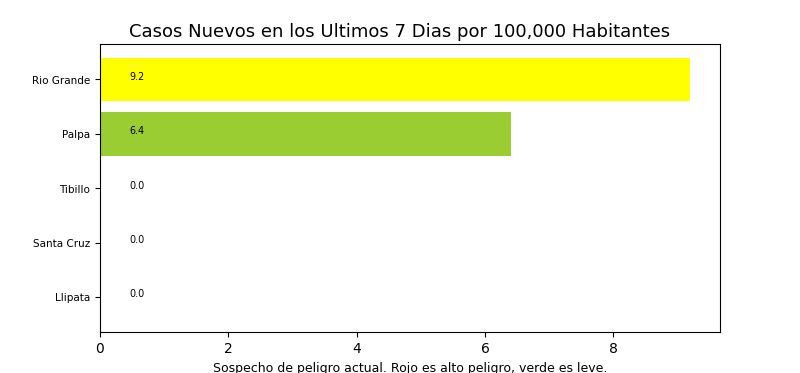 Casos Nuevos en los Ultimos 7 Dias por 100,000 Habitantes
Rio Grande 9.2
Palpa 6.4
Tibillo 0.0
Santa Cruz 0.0
Llipata 0.0
0 2 4 6 8
Sospecho de peligro actual. Rojo es alto peligro, verde es leve.